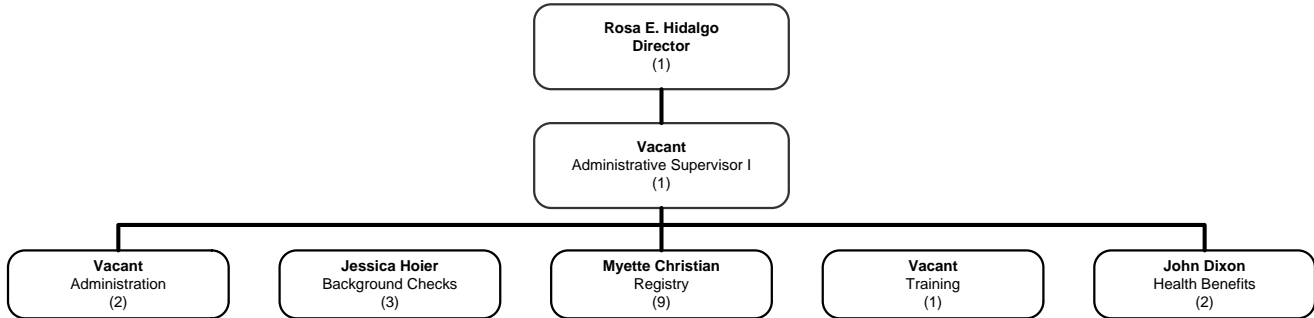 Rosa E. Hidalgo
Director
(1)
Vacant
Administrative Supervisor I
(1)
Vacant
Administration
(2)
Jessica Hoier
Background Checks
(3)
Myette Christian
Registry
(9)
Vacant
Training
(1)
John Dixon
Health Benefits
(2)